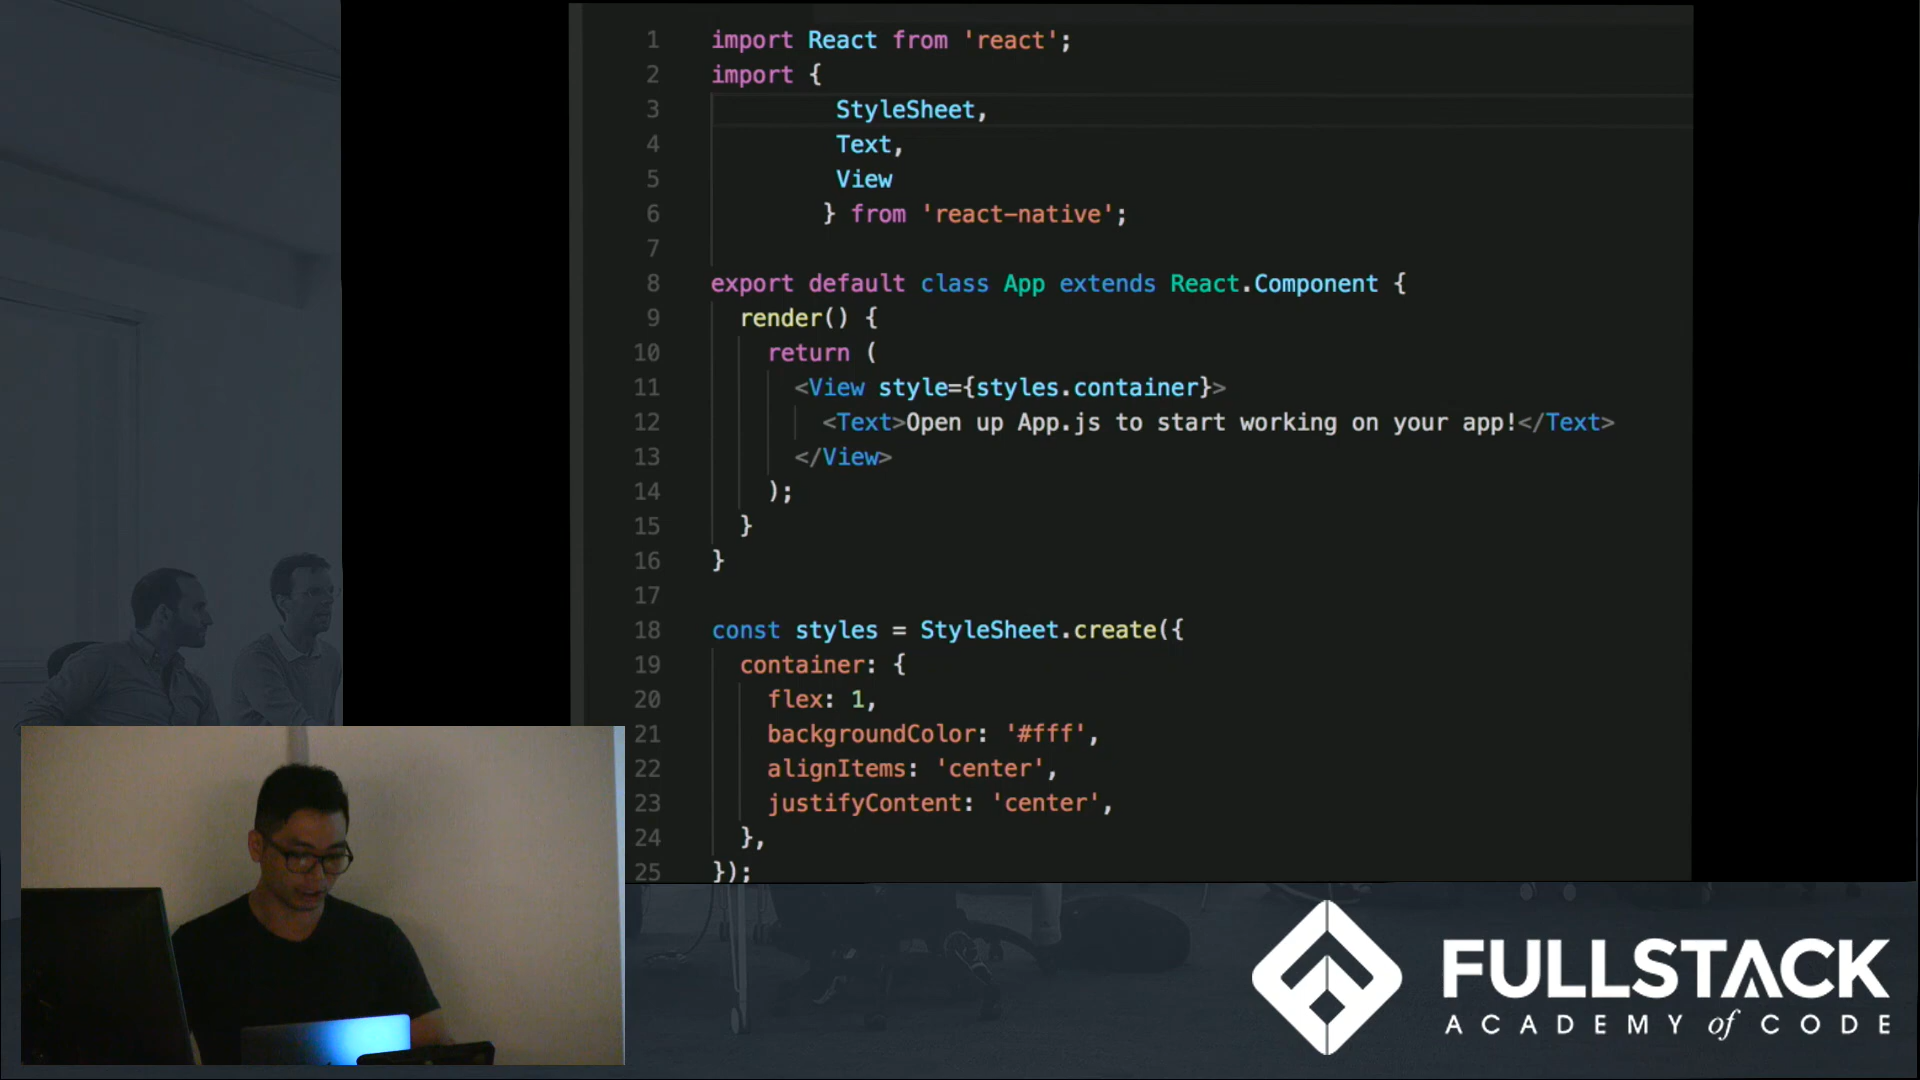 1 import React from 'react';
2 import {
3 StyleSheet,
4 Text,
5 View
6 } from 'react-native';
7
8 export default class App extends React.Component {
9 render() {
10 return (
11 <View style={styles.container}>
12 <Text>Open up App.js to start working on your app!</Text>
13 </View>
14 );
15 }
16 }
17
18 const styles = StyleSheet.create({
19 container: {
20 flex: 1,
21 backgroundColor: '#fff',
22 alignItems: 'center',
23 justifyContent: 'center',
24 },
25 });
FULLSTACK
ACADEMY of CODE